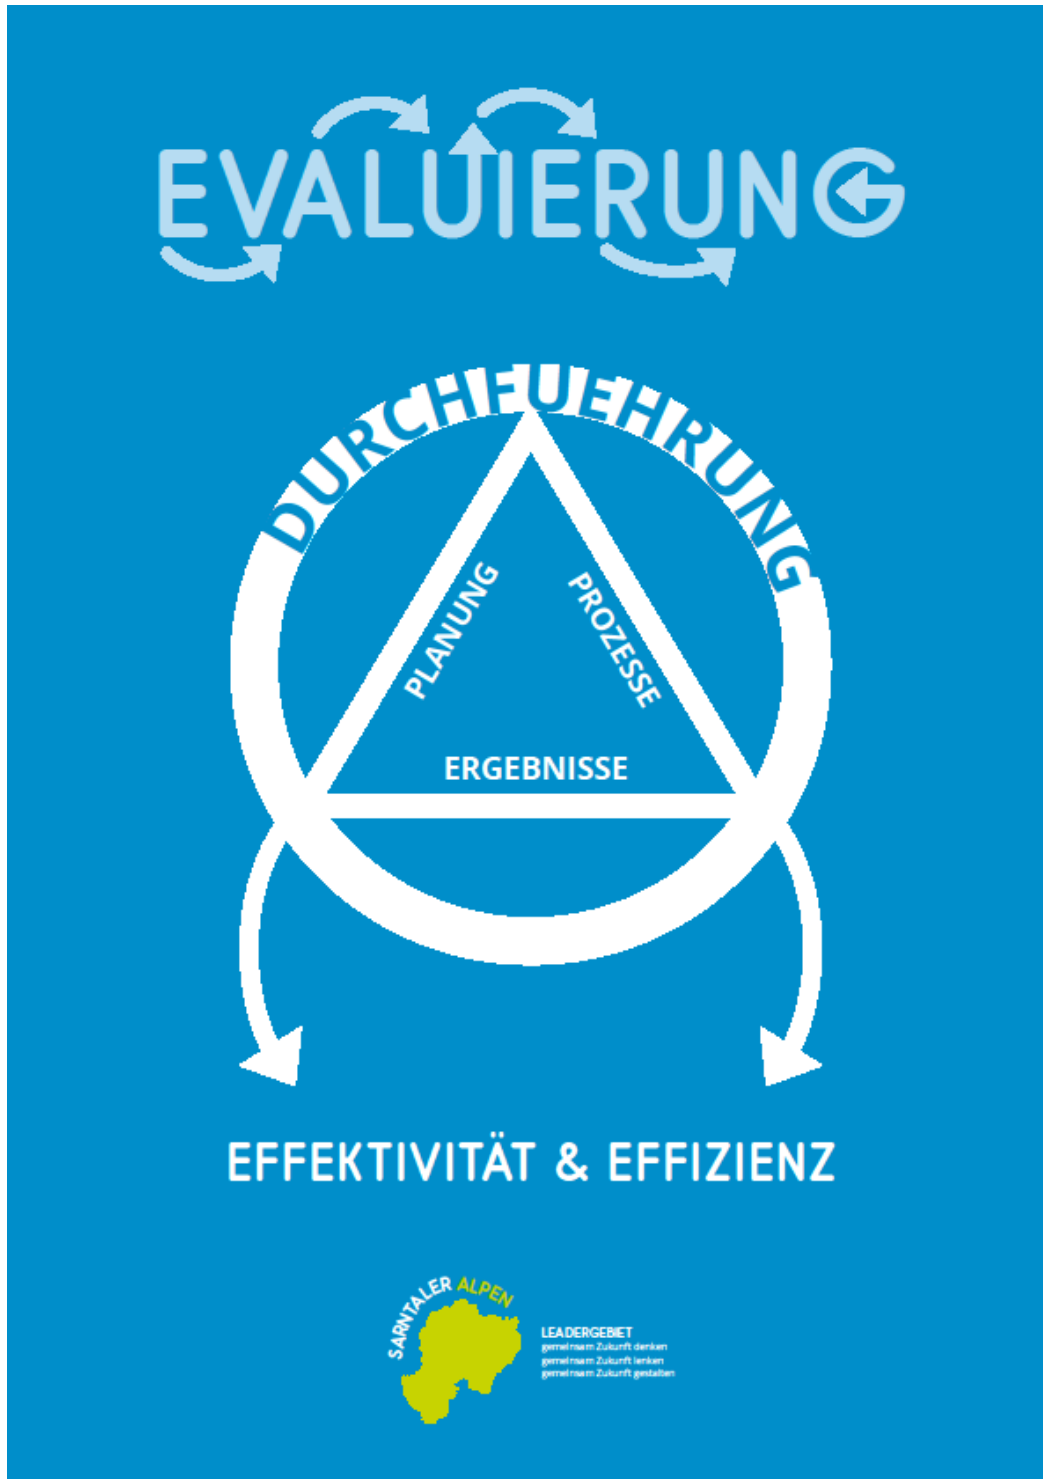 EVALUIERUNG
DURCHFUEHRUNG
PLANUNG
PROZESSE
ERGEBNISSE
EFFEKTIVITÄT & EFFIZIENZ
SARNTALER ALPEN
LEADERGEBIET
gemeinsam Zukunft denken
gemeinsam Zukunft lenken
gemeinsam Zukunft gestalten